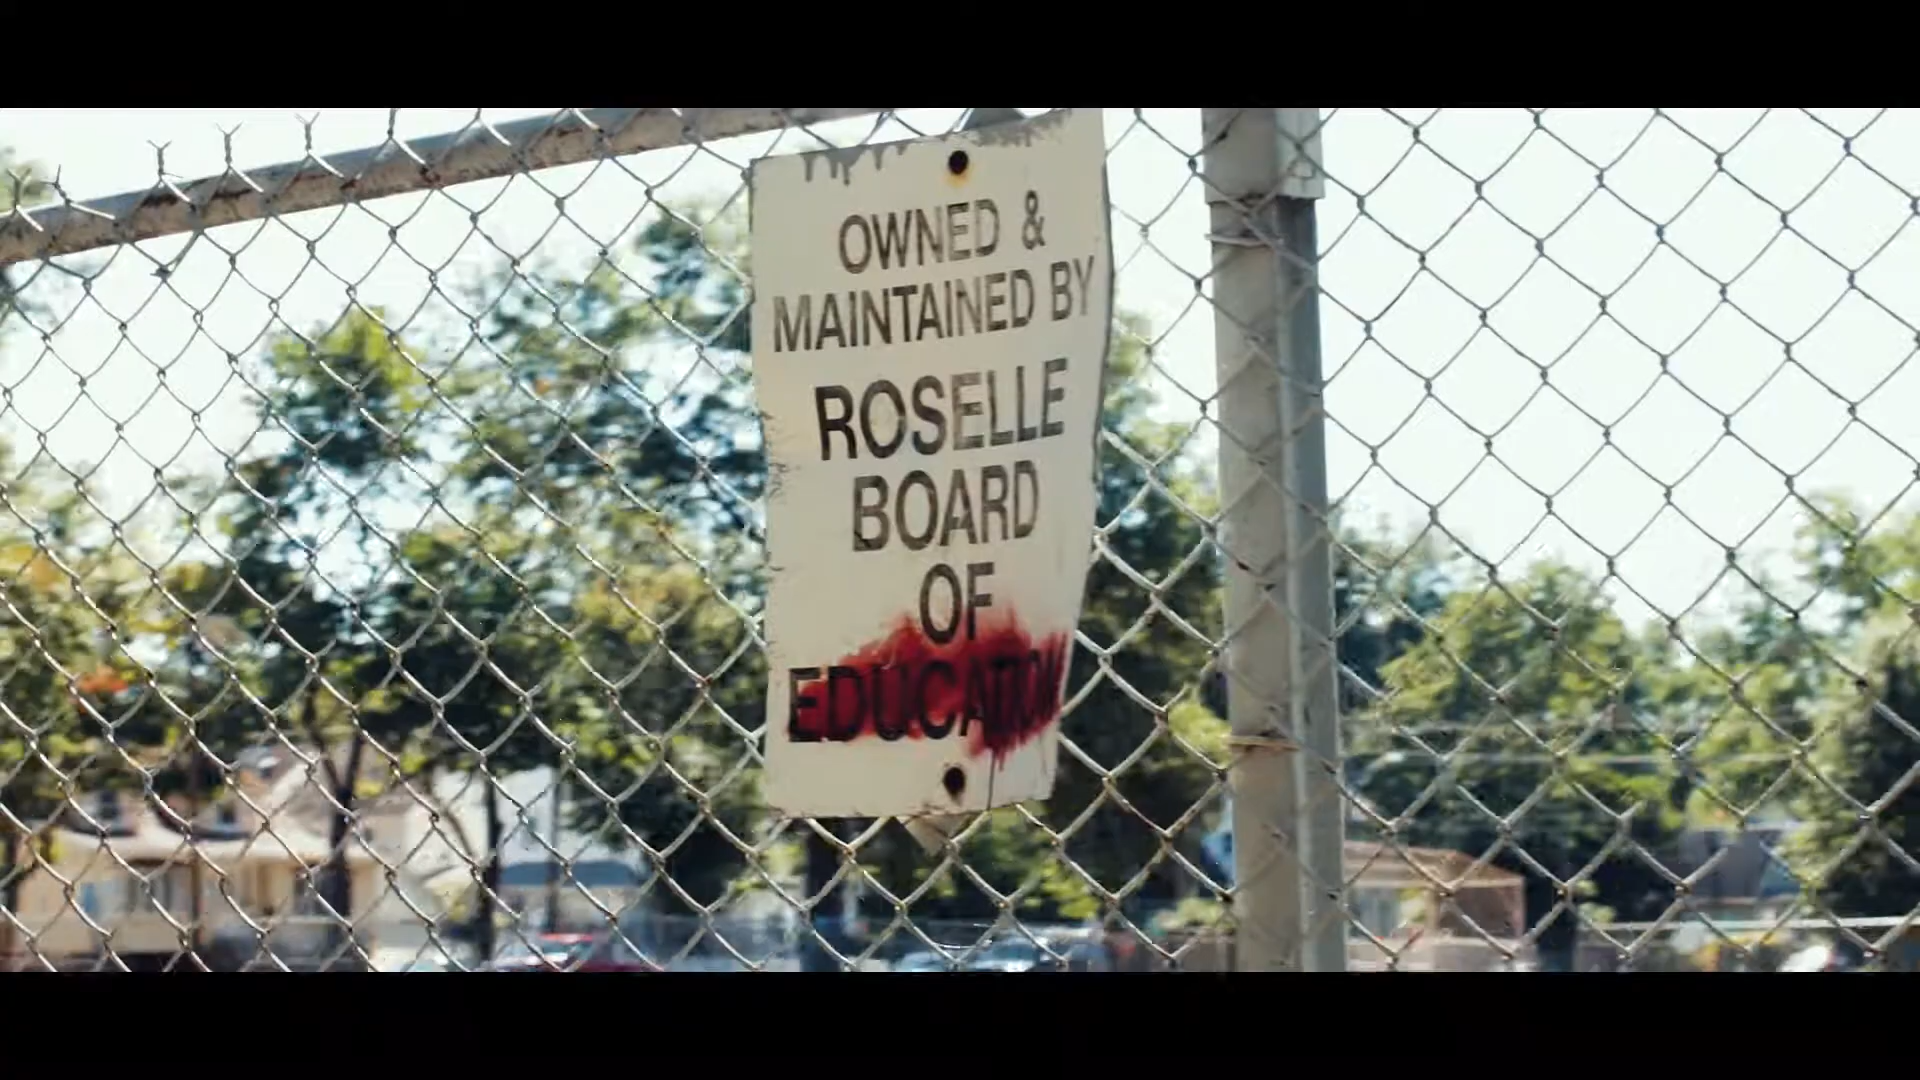 OWNED &
MAINTAINED BY
ROSELLE
BOARD
OF
EDUCATION